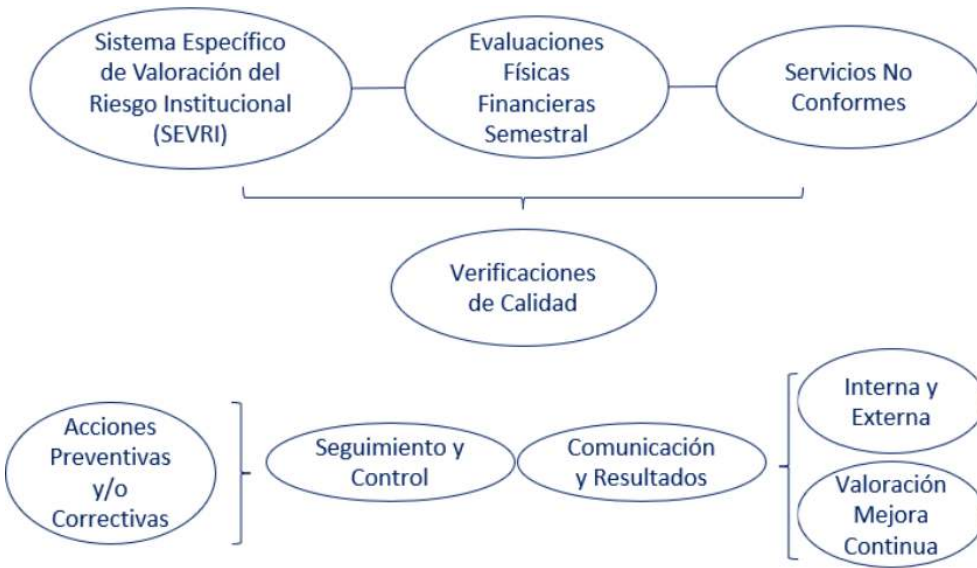 Sistema Específico
de Valoración del
Riesgo Institucional
(SEVRI)
Evaluaciones
Físicas
Financieras
Semestral
Servicios No
Conformes
Verificaciones
de Calidad
Acciones
Preventivas
y/o
Correctivas
Seguimiento y
Control
Comunicación
y Resultados
Interna y
Externa
Valoración
Mejora
Continua